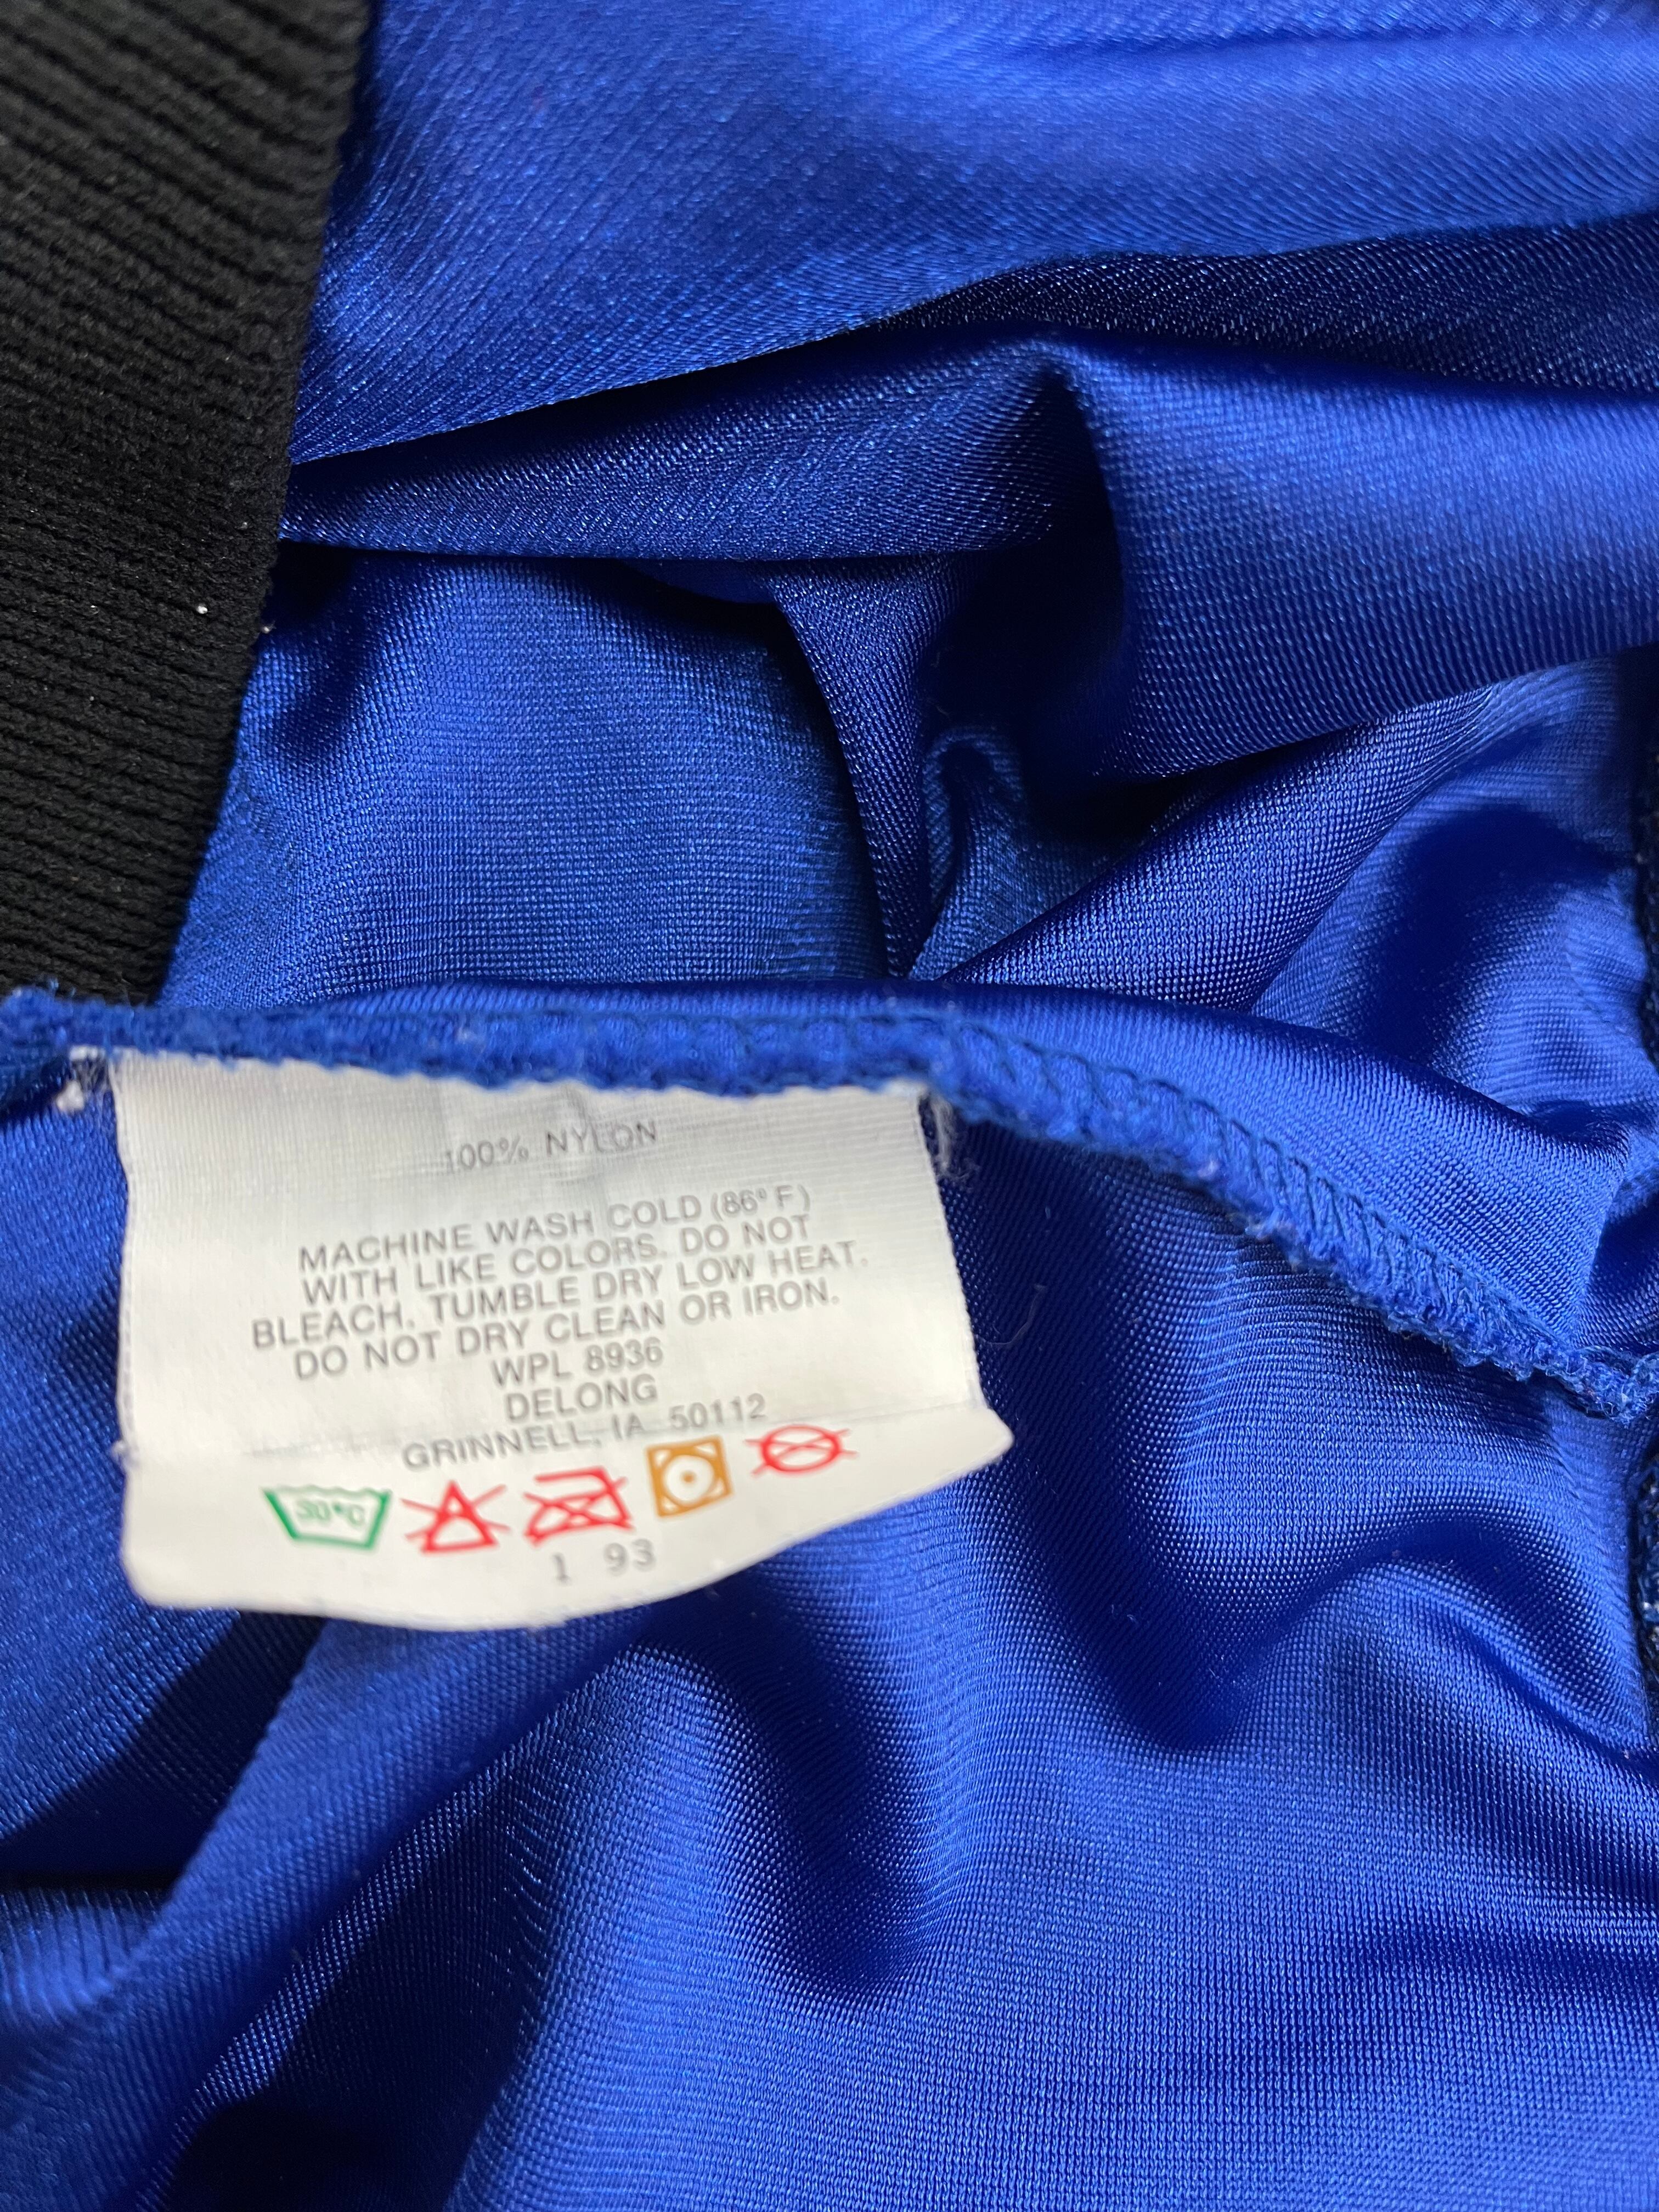 100% NYLON
MACHINE WASH COLD (86° F)
WITH LIKE COLORS. DO NOT
BLEACH. TUMBLE DRY LOW HEAT.
DO NOT DRY CLEAN OR IRON.
WPL 8936
DELONG
GRINNELL, IA 50112
30°C
1 93